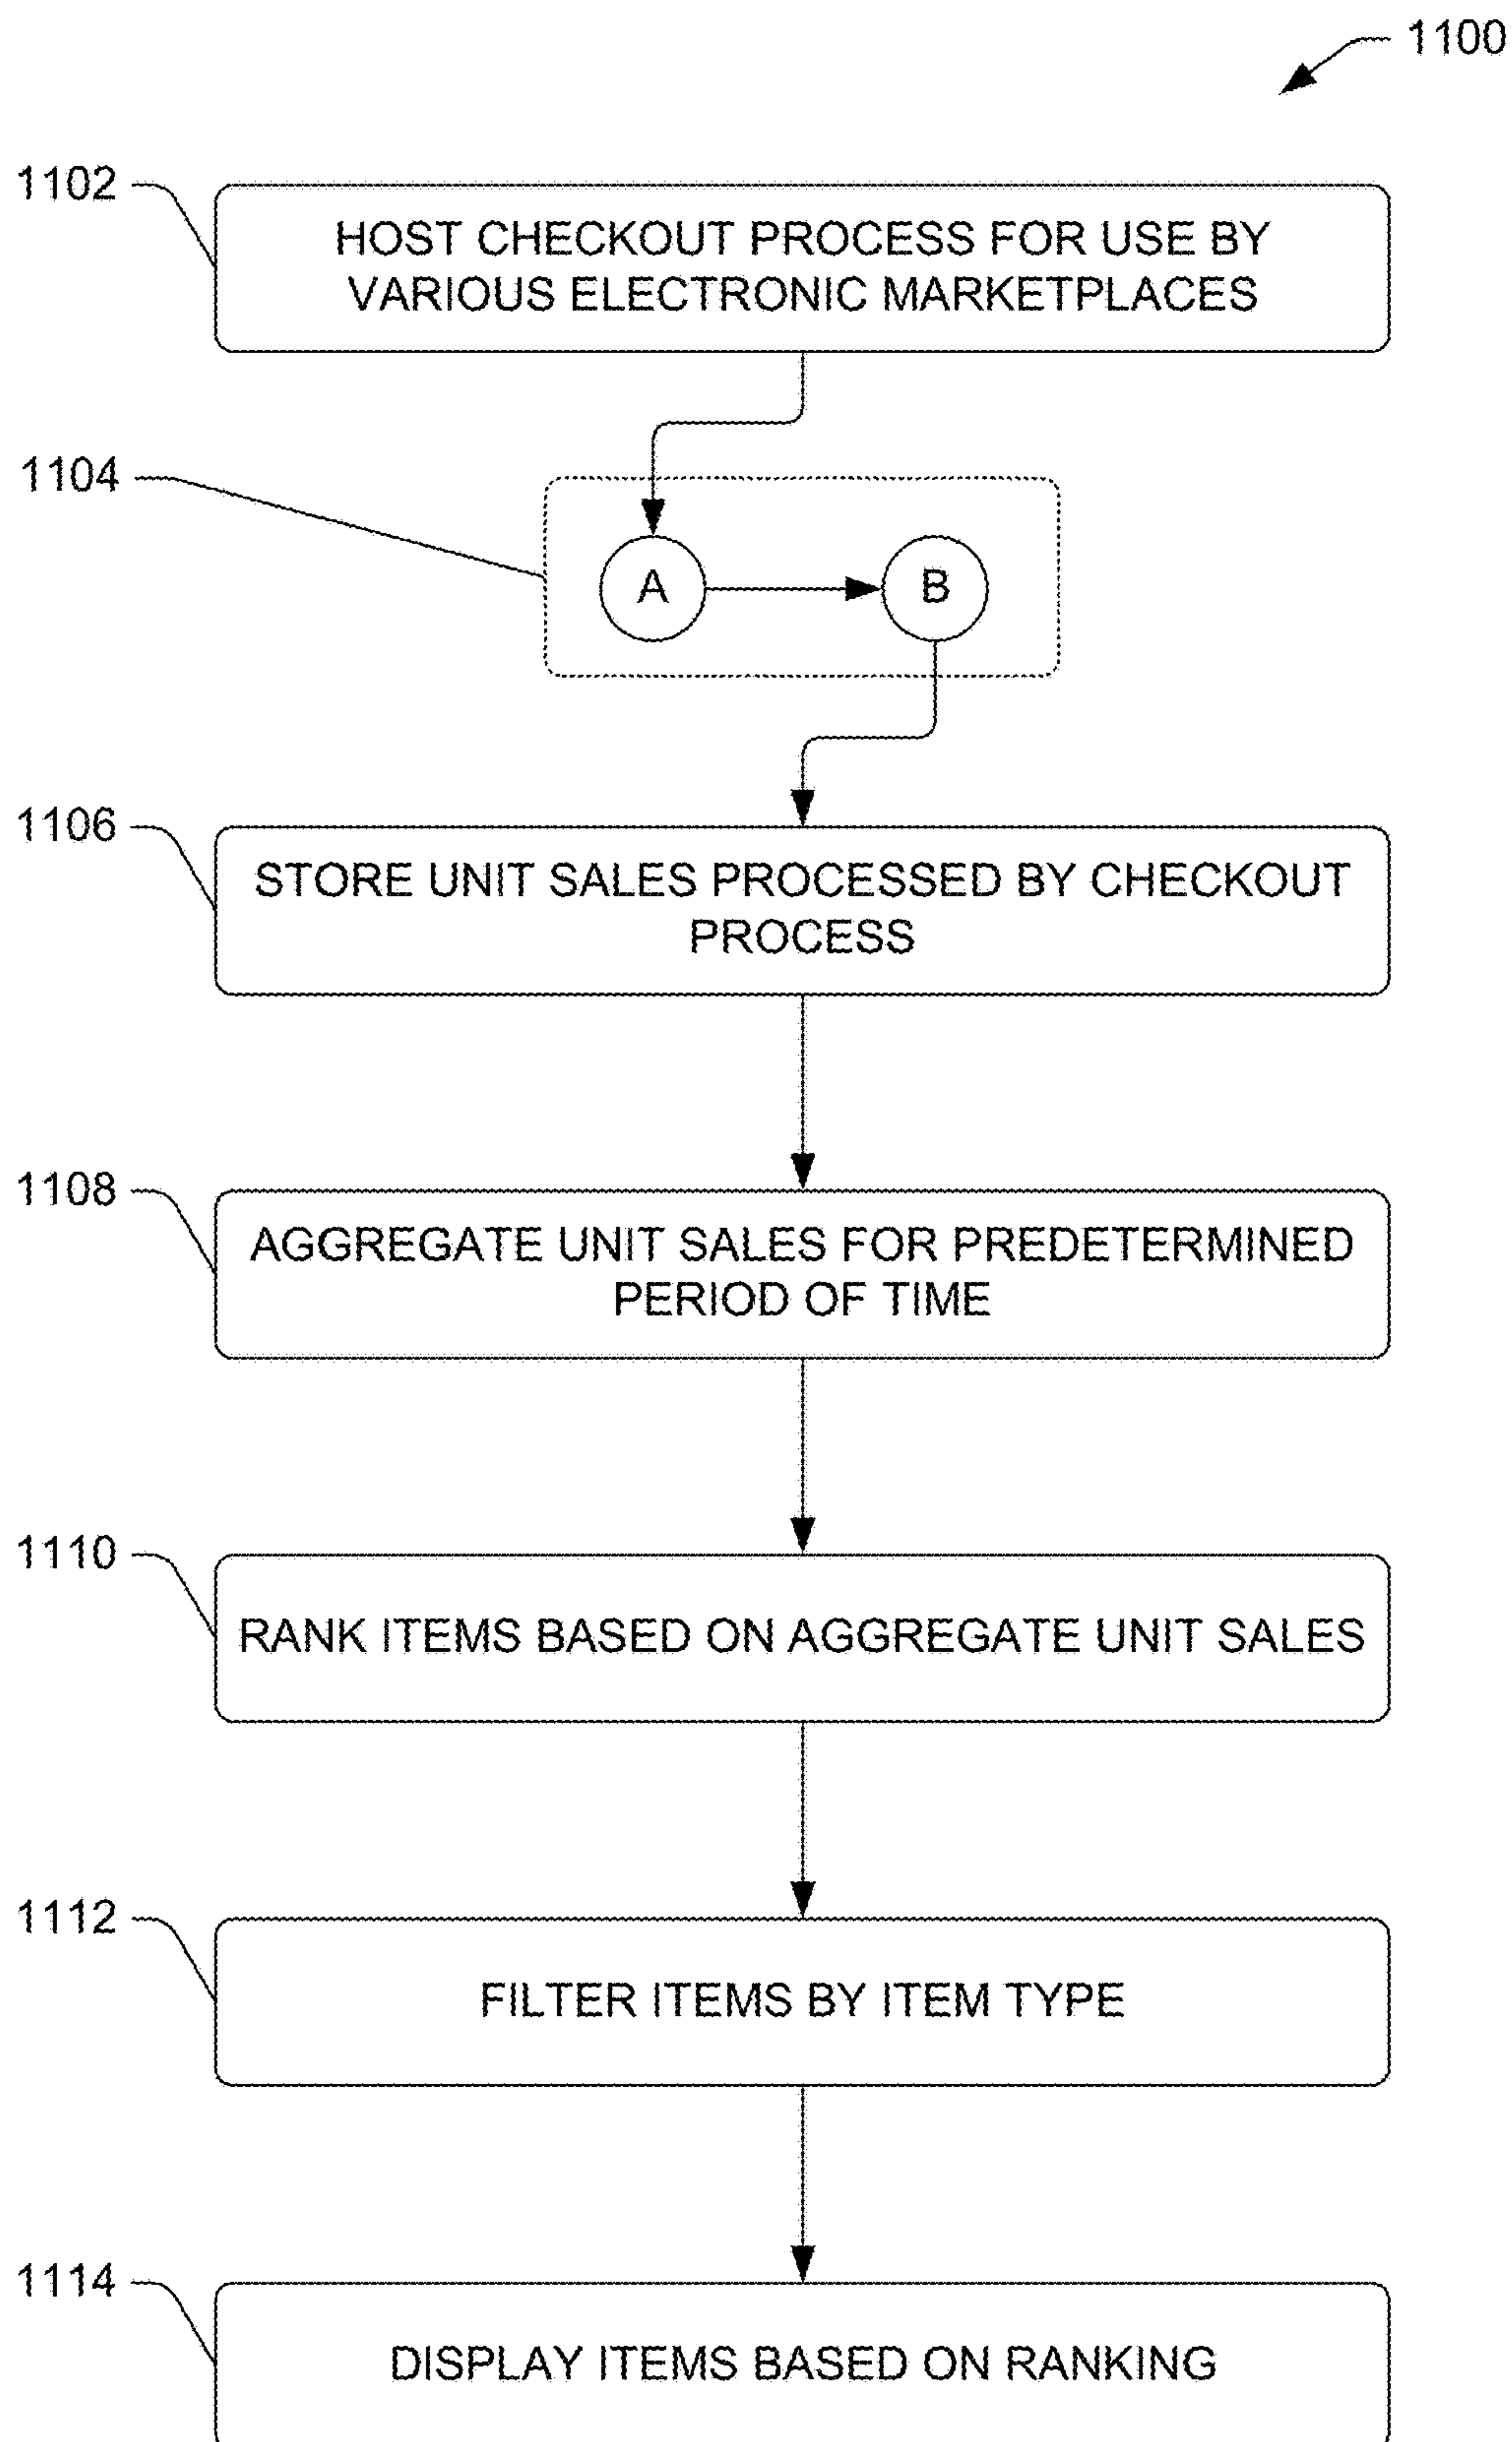 1100
1102
HOST CHECKOUT PROCESS FOR USE BY
VARIOUS ELECTRONIC MARKETPLACES
1104
A
B
1106
STORE UNIT SALES PROCESSED BY CHECKOUT
PROCESS
1108
AGGREGATE UNIT SALES FOR PREDETERMINED
PERIOD OF TIME
1110
RANK ITEMS BASED ON AGGREGATE UNIT SALES
1112
FILTER ITEMS BY ITEM TYPE
1114
DISPLAY ITEMS BASED ON RANKING